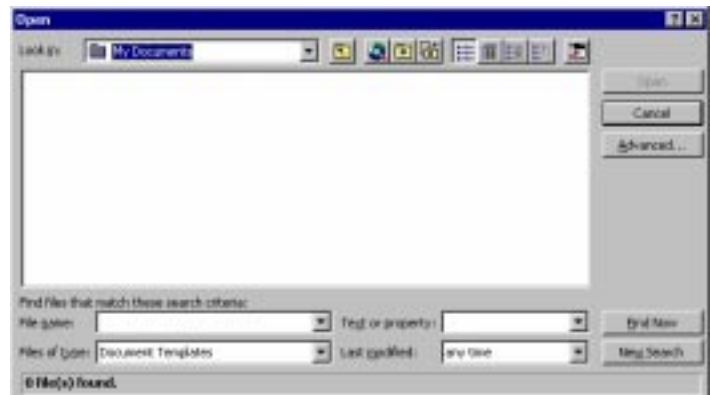 Open
Look in: My Documents
Open
Cancel
Advanced...
Find files that match these search criteria:
File name: Text or property: Find Now
Files of type: Document Templates Last modified: any time New Search
0 file(s) found.